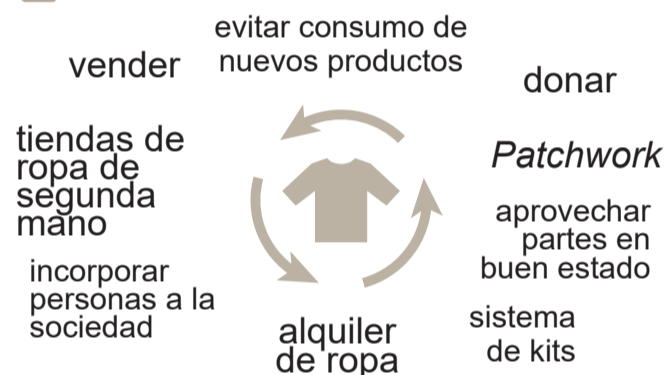 evitar consumo de
nuevos productos
vender
donar
tiendas de
ropa de
segunda
mano
Patchwork
aprovechar
partes en
buen estado
incorporar
personas a la
sociedad
sistema
de kits
alquiler
de ropa